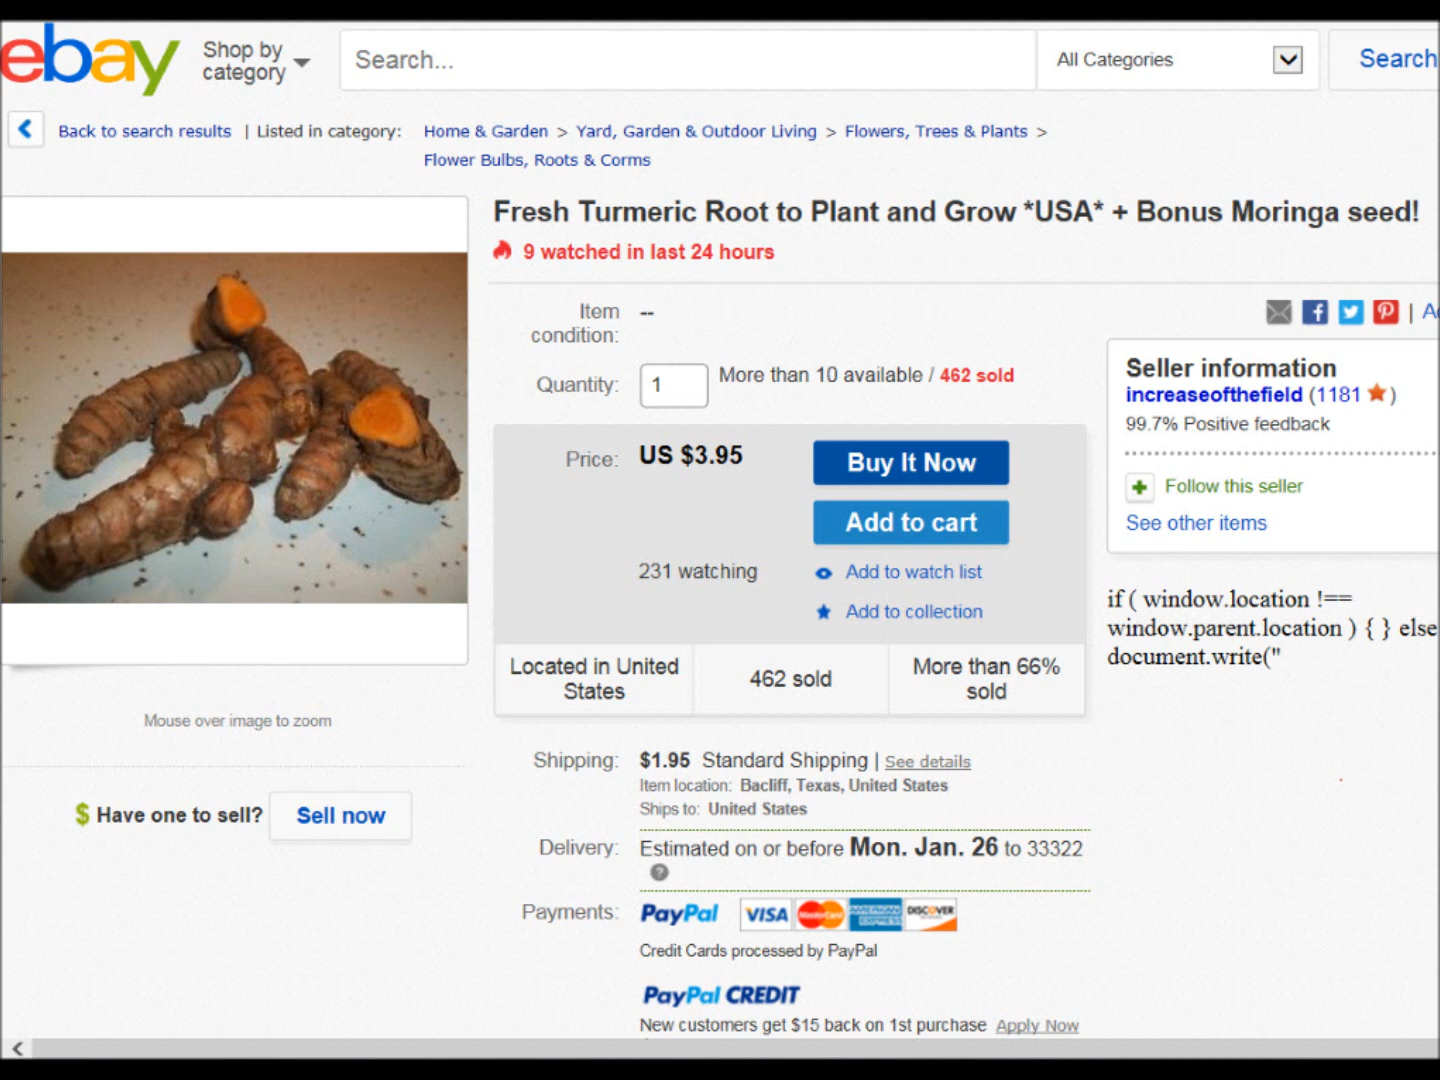 ebay
Shop by
category
Search...
All Categories
Search
Back to search results | Listed in category:
Home & Garden > Yard, Garden & Outdoor Living > Flowers, Trees & Plants >
Flower Bulbs, Roots & Corms
Fresh Turmeric Root to Plant and Grow *USA* + Bonus Moringa seed!
9 watched in last 24 hours
Item
condition:
--
Quantity:
1
More than 10 available / 462 sold
Price:
US $3.95
Buy It Now
Add to cart
231 watching
Add to watch list
Add to collection
Located in United
States
462 sold
More than 66%
sold
Mouse over image to zoom
$ Have one to sell?
Sell now
Shipping:
$1.95 Standard Shipping | See details
Item location: Bacliff, Texas, United States
Ships to: United States
Delivery:
Estimated on or before Mon. Jan. 26 to 33322
?
Payments:
PayPal
VISA
MasterCard
AMERICAN
EXPRESS
DISCOVER
Credit Cards processed by PayPal
PayPal CREDIT
New customers get $15 back on 1st purchase Apply Now
Seller information
increaseofthefield (1181 )
99.7% Positive feedback
Follow this seller
See other items
if ( window.location !==
window.parent.location ) { } else
document.write("